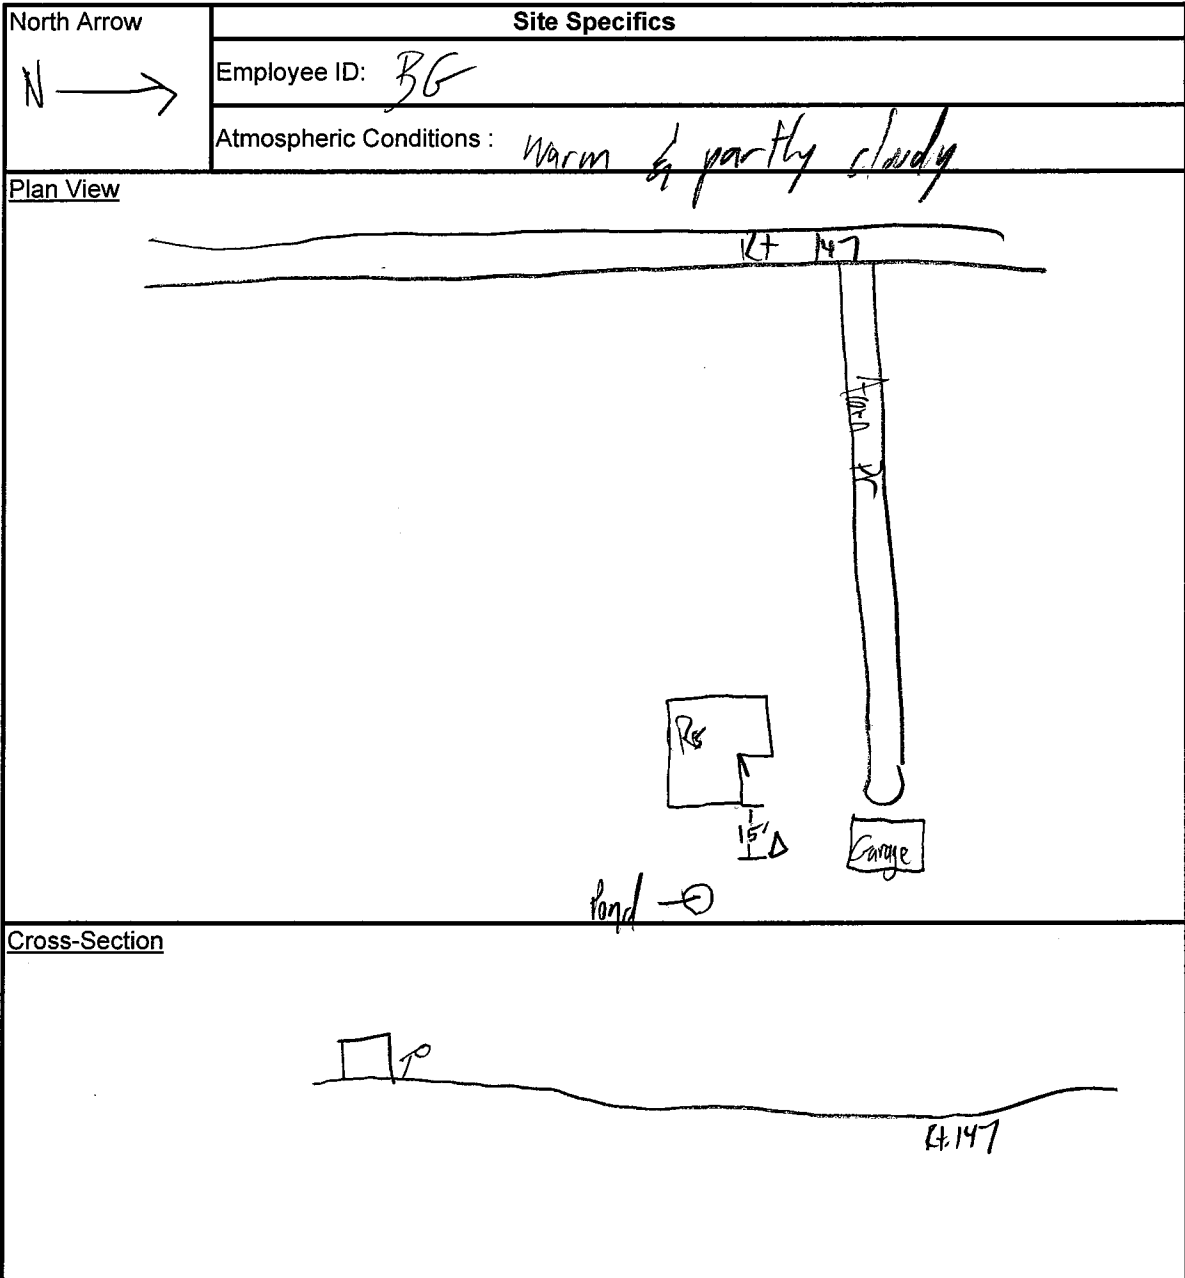 North Arrow
N
Site Specifics
Employee ID: BG
Atmospheric Conditions : Warm & partly cloudy
Plan View
Rt 147
Res
15'
Garage
Pond
Cross-Section
Rt. 147